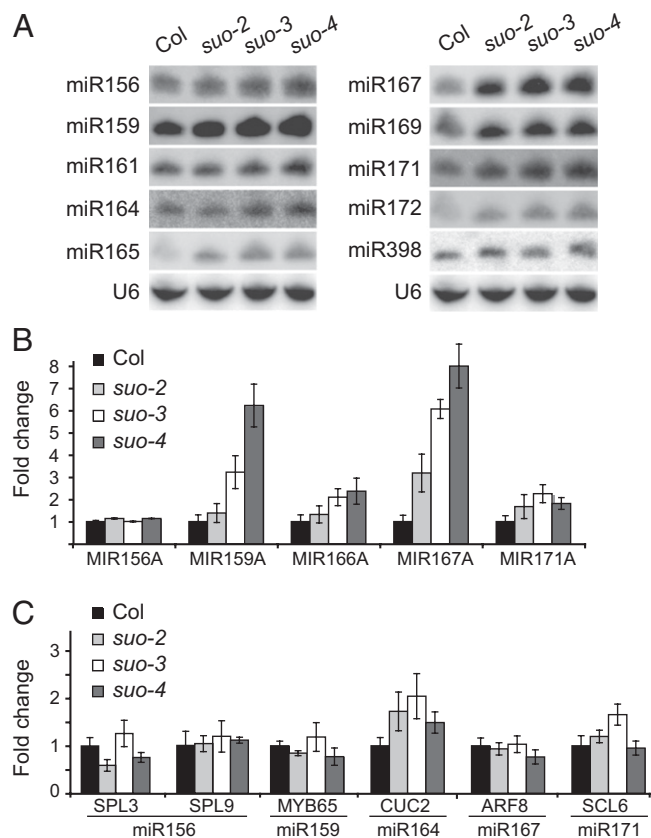 A
Col suo-2 suo-3 suo-4
miR156
miR159
miR161
miR164
miR165
U6
Col suo-2 suo-3 suo-4
miR167
miR169
miR171
miR172
miR398
U6
B
Col
suo-2
suo-3
suo-4
Fold change
8
7
6
5
4
3
2
1
MIR156A MIR159A MIR166A MIR167A MIR171A
C
Col
suo-2
suo-3
suo-4
Fold change
3
2
1
0
SPL3 SPL9 MYB65 CUC2 ARF8 SCL6
miR156 miR159 miR164 miR167 miR171